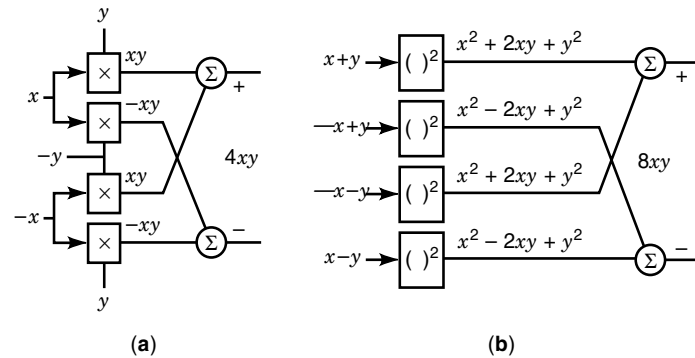 y
× xy
Σ
+
x
× −xy
−y
4xy
× xy
−x
× −xy
Σ
−
y
(a)
x+y ( )² x² + 2xy + y²
Σ
+
−x+y ( )² x² − 2xy + y²
8xy
−x−y ( )² x² + 2xy + y²
x−y ( )² x² − 2xy + y²
Σ
−
(b)